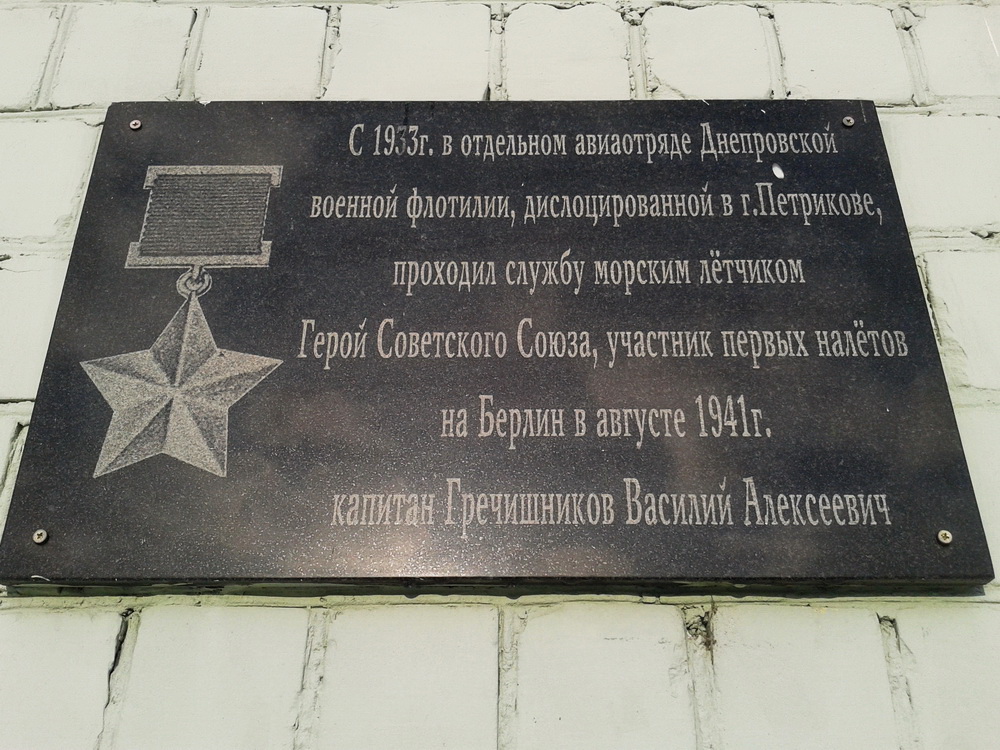 С 1933г. в отдельном авиаотряде Днепровской
военной флотилии, дислоцированной в г.Петрикове,
проходил службу морским лётчиком
Герой Советского Союза, участник первых налётов
на Берлин в августе 1941г.
капитан Гречишников Василий Алексеевич